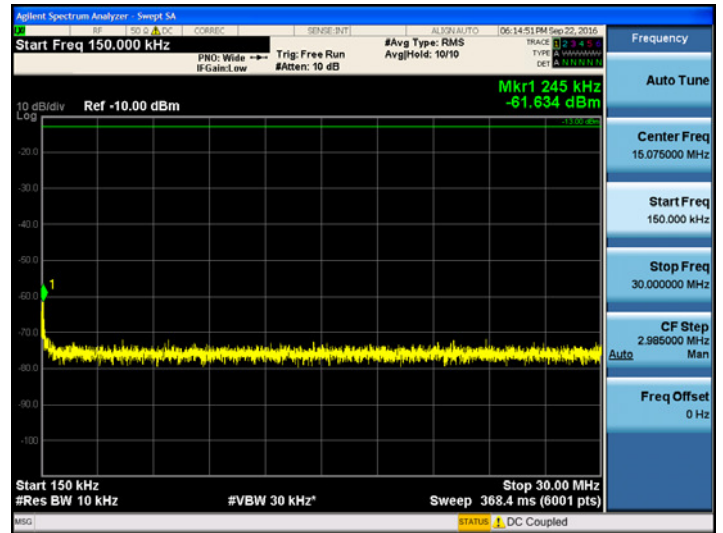 Agilent Spectrum Analyzer - Swept SA
RF 50 Ω DC CORREC SENSE:INT ALIGN AUTO 06:14:51 PM Sep 22, 2016
Start Freq 150.000 kHz
PNO: Wide
IFGain:Low
Trig: Free Run
#Atten: 10 dB
#Avg Type: RMS
Avg|Hold: 10/10
TRACE 1 2 3 4 5 6
TYPE A WWWWW
DET A N N N N N
Mkr1 245 kHz
-61.634 dBm
10 dB/div Ref -10.00 dBm
Log
-13.00 dBm
-20.0
-30.0
-40.0
-50.0
1
-60.0
-70.0
-80.0
-90.0
-100
Start 150 kHz Stop 30.00 MHz
#Res BW 10 kHz #VBW 30 kHz* Sweep 368.4 ms (6001 pts)
MSG STATUS DC Coupled
Frequency
Auto Tune
Center Freq
15.075000 MHz
Start Freq
150.000 kHz
Stop Freq
30.000000 MHz
CF Step
2.985000 MHz
Auto Man
Freq Offset
0 Hz